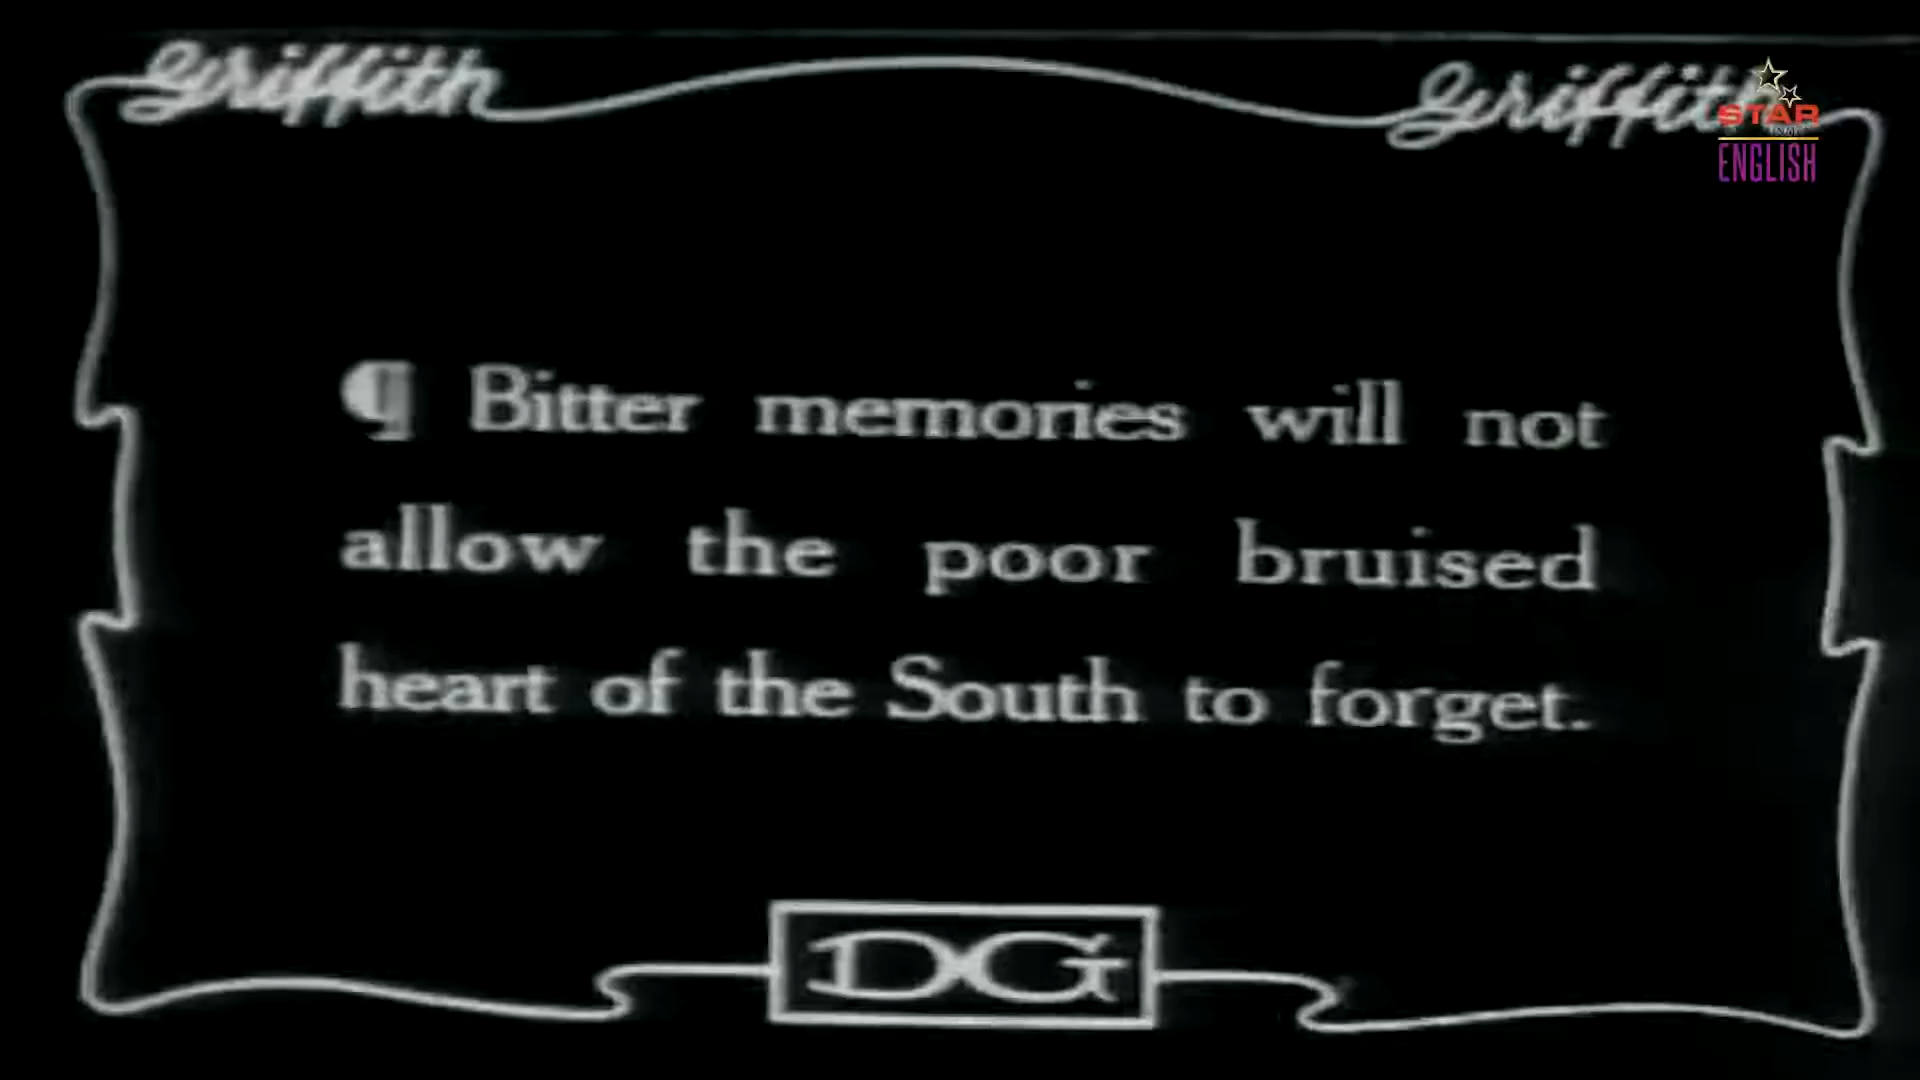 Griffith Griffith
STAR
ENGLISH
¶ Bitter memories will not
allow the poor bruised
heart of the South to forget.
DG